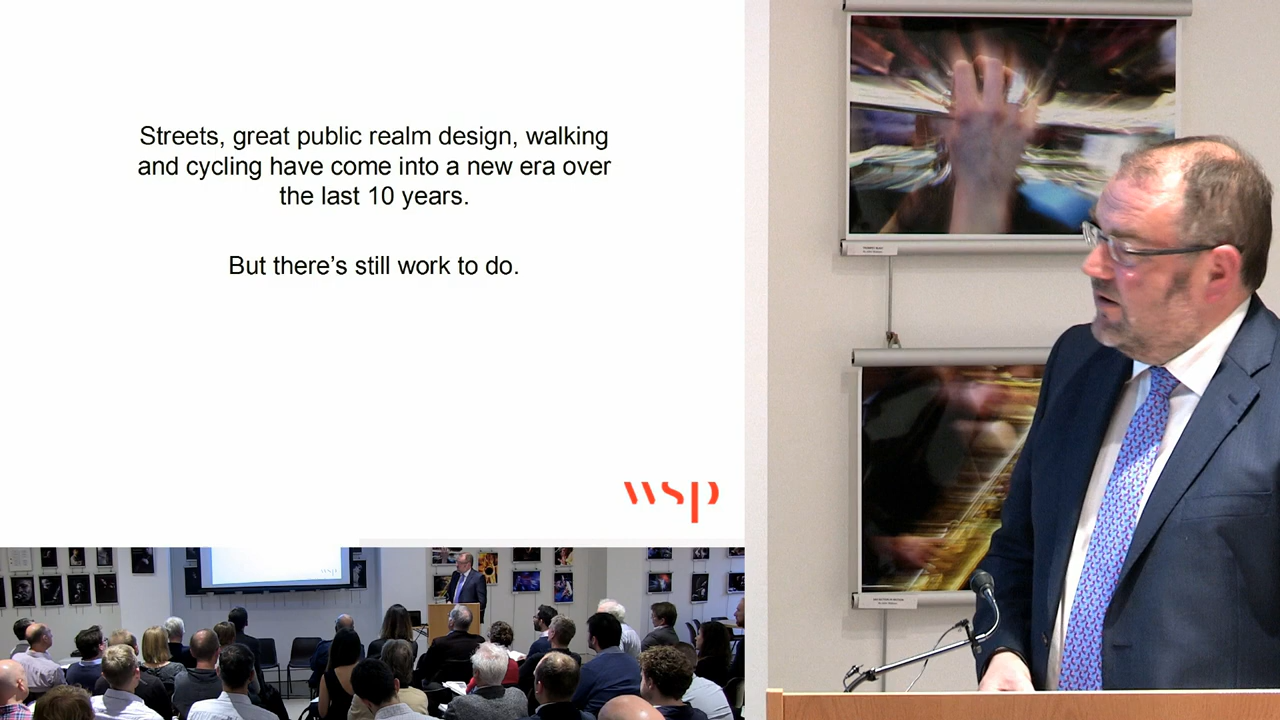 Streets, great public realm design, walking
and cycling have come into a new era over
the last 10 years.
But there's still work to do.
wsp
wsp